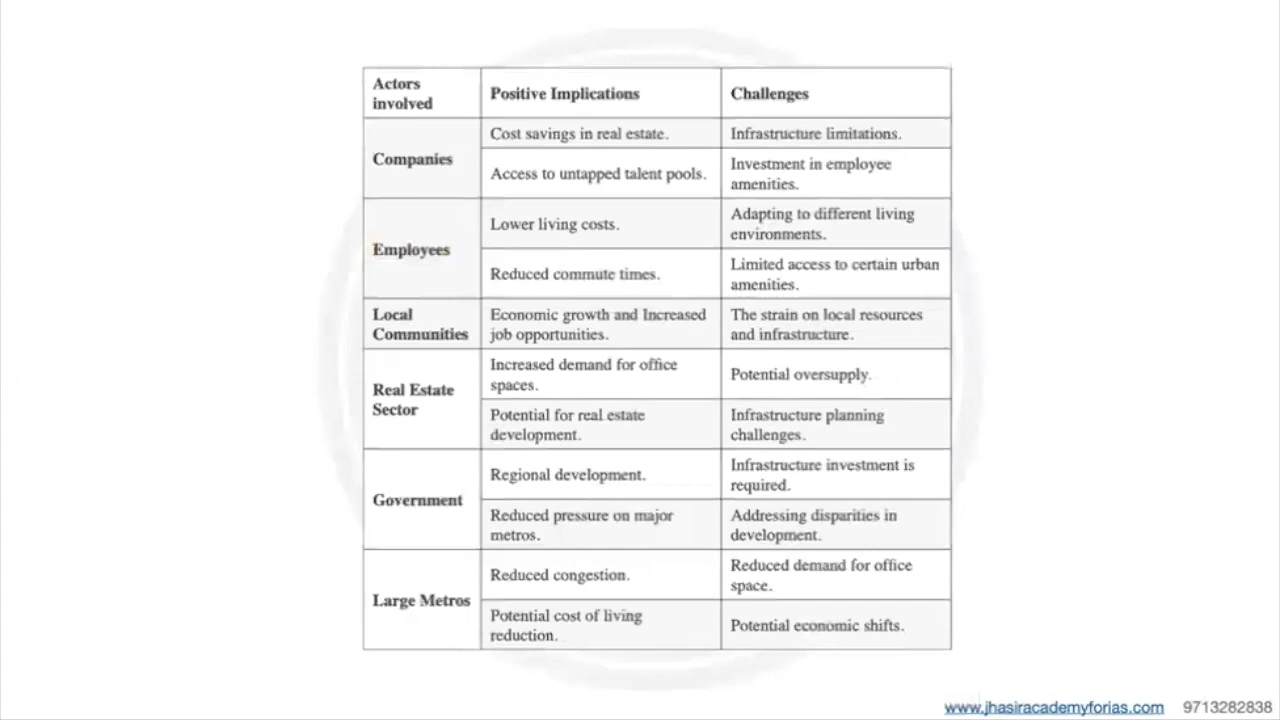 Actors involved
Positive Implications
Challenges
Companies
Cost savings in real estate.
Infrastructure limitations.
Access to untapped talent pools.
Investment in employee
amenities.
Employees
Lower living costs.
Adapting to different living
environments.
Reduced commute times.
Limited access to certain urban
amenities.
Local
Communities
Economic growth and Increased
job opportunities.
The strain on local resources
and infrastructure.
Real Estate
Sector
Increased demand for office
spaces.
Potential oversupply.
Potential for real estate
development.
Infrastructure planning
challenges.
Government
Regional development.
Infrastructure investment is
required.
Reduced pressure on major
metros.
Addressing disparities in
development.
Large Metros
Reduced congestion.
Reduced demand for office
space.
Potential cost of living
reduction.
Potential economic shifts.
www.jhasiracademyforias.com 9713282838